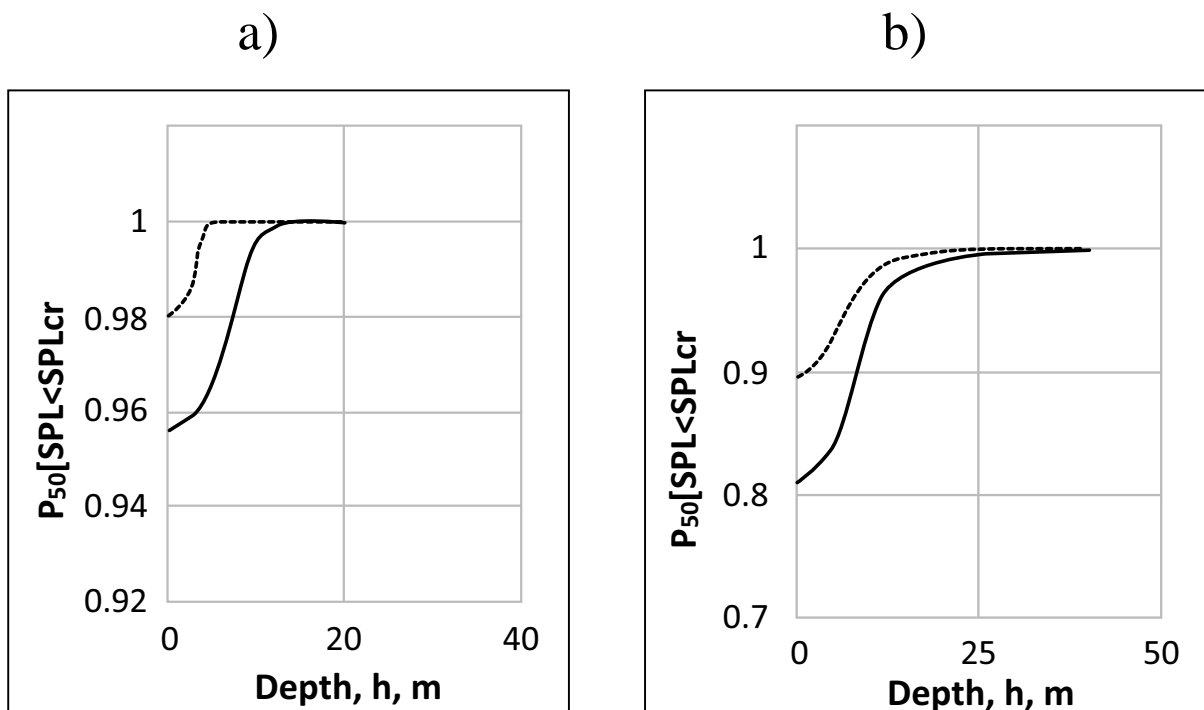 a)
b)
P50[SPL<SPLcr
1
0.98
0.96
0.94
0.92
0
20
40
Depth, h, m
P50[SPL<SPLcr
1
0.9
0.8
0.7
0
25
50
Depth, h, m